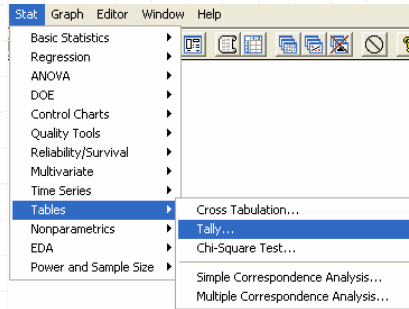 Stat Graph Editor Window Help
Basic Statistics
Regression
ANOVA
DOE
Control Charts
Quality Tools
Reliability/Survival
Multivariate
Time Series
Tables
Nonparametrics
EDA
Power and Sample Size
Cross Tabulation...
Tally...
Chi-Square Test...
Simple Correspondence Analysis...
Multiple Correspondence Analysis...